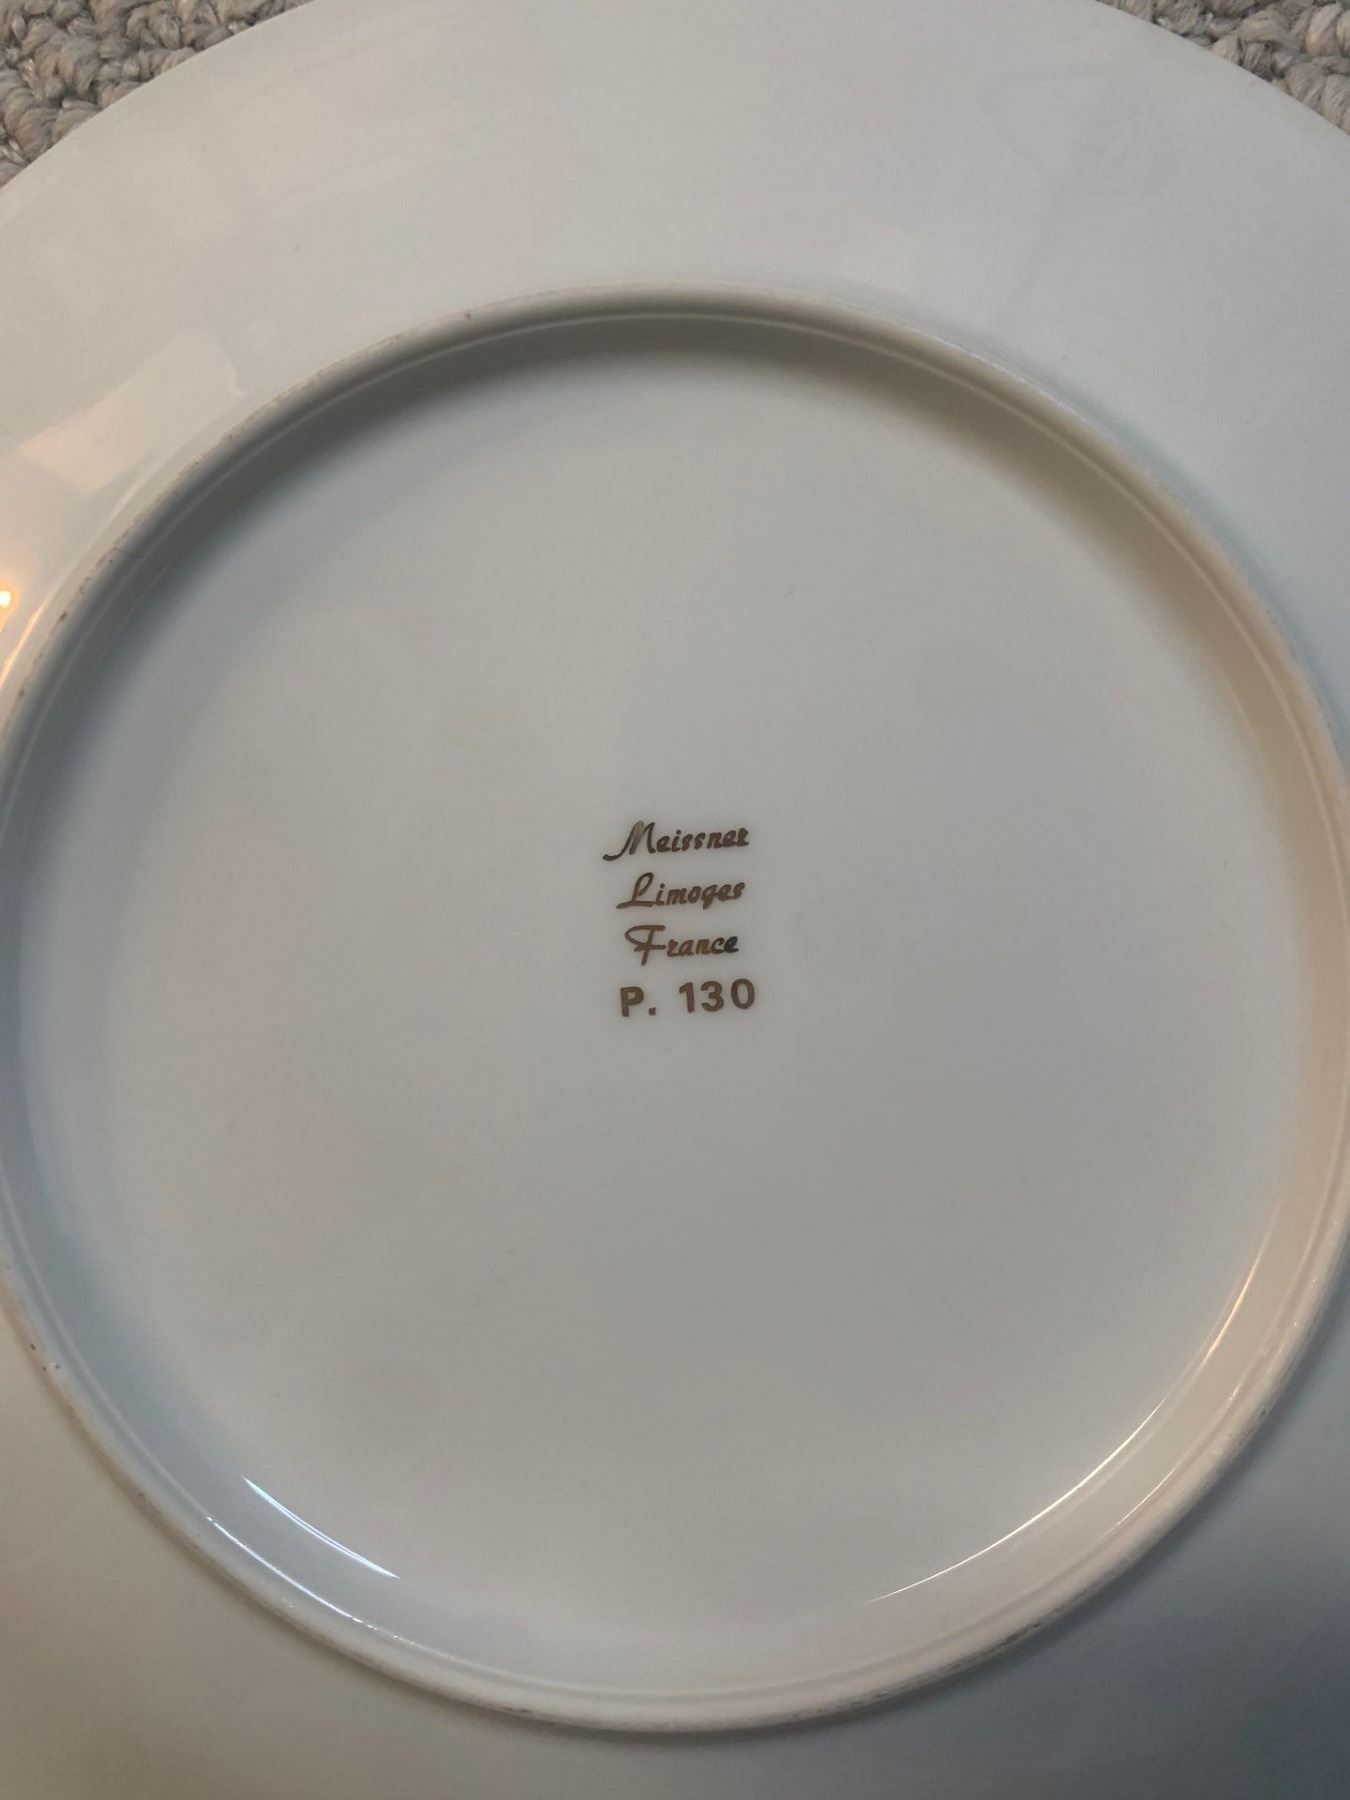 Meissner
Limoges
France
P. 130